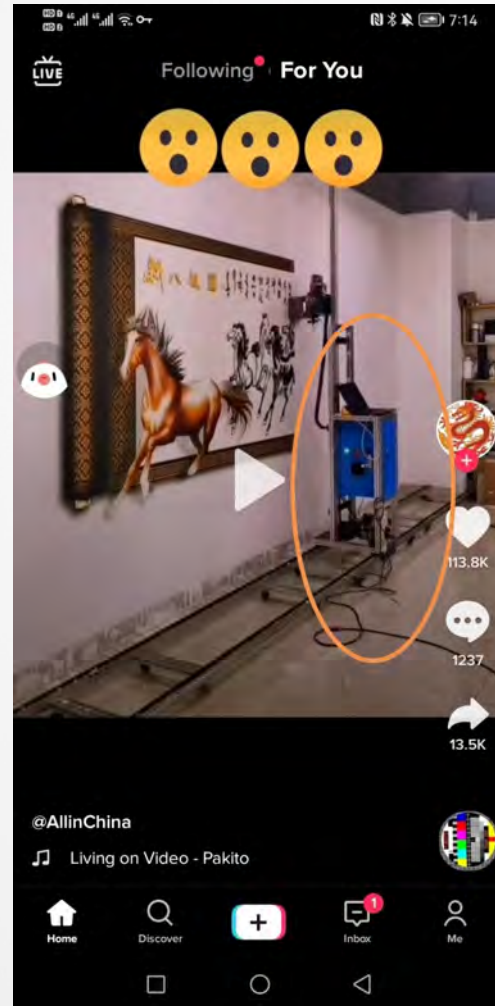 7:14
LIVE
Following
For You
113.8K
1237
13.5K
@AllinChina
Living on Video - Pakito
Home
Discover
1
Inbox
Me